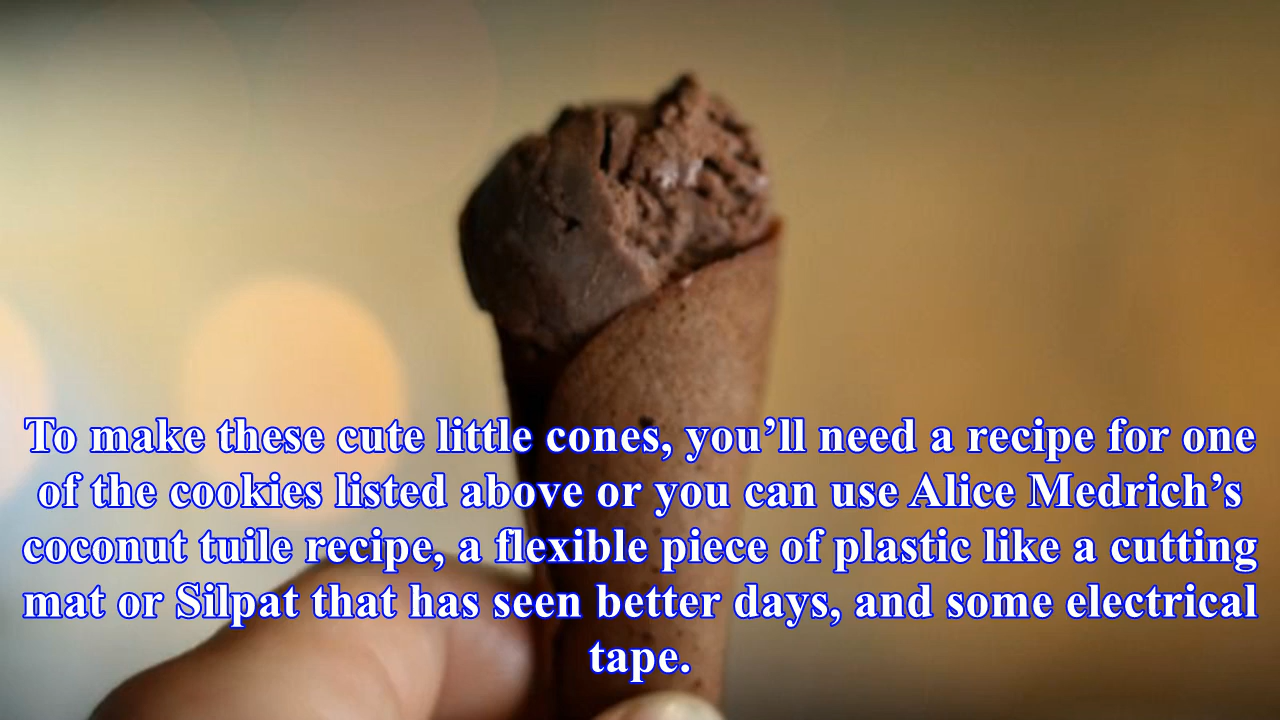 To make these cute little cones, you’ll need a recipe for one
of the cookies listed above or you can use Alice Medrich’s
coconut tuile recipe, a flexible piece of plastic like a cutting
mat or Silpat that has seen better days, and some electrical
tape.